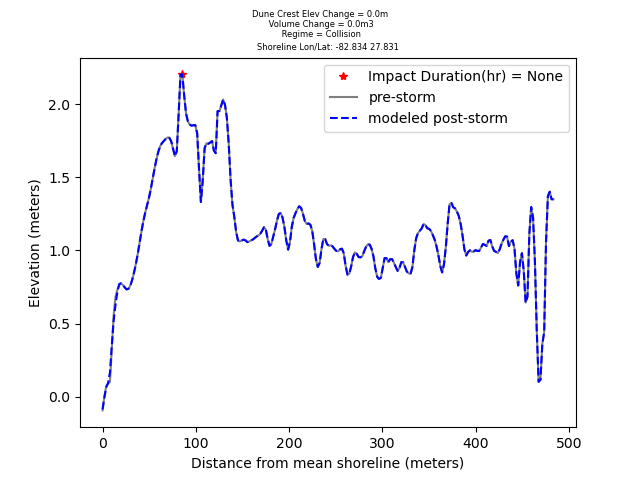 Dune Crest Elev Change = 0.0m
Volume Change = 0.0m3
Regime = Collision
Shoreline Lon/Lat: -82.834 27.831
Impact Duration(hr) = None
pre-storm
modeled post-storm
Elevation (meters)
2.0
1.5
1.0
0.5
0.0
0 100 200 300 400 500
Distance from mean shoreline (meters)